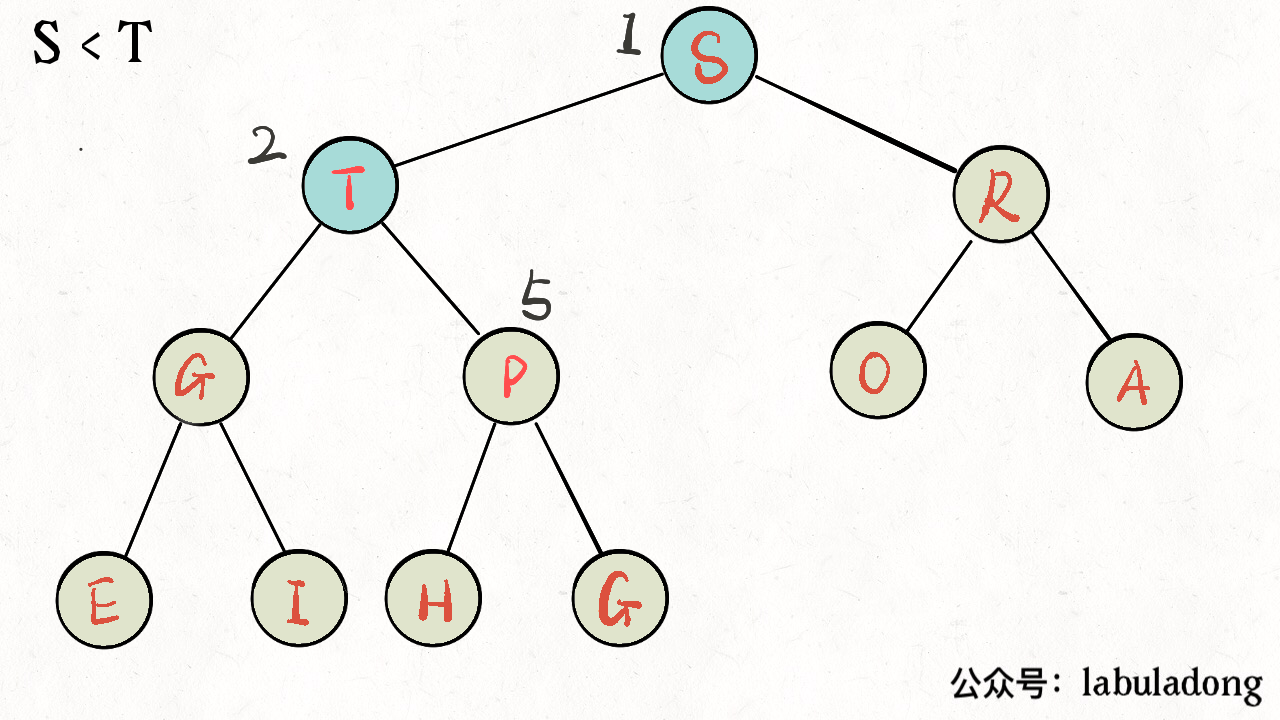 S < T
1
S
2
T
R
5
G
P
O
A
E
I
H
G
公众号：labuladong